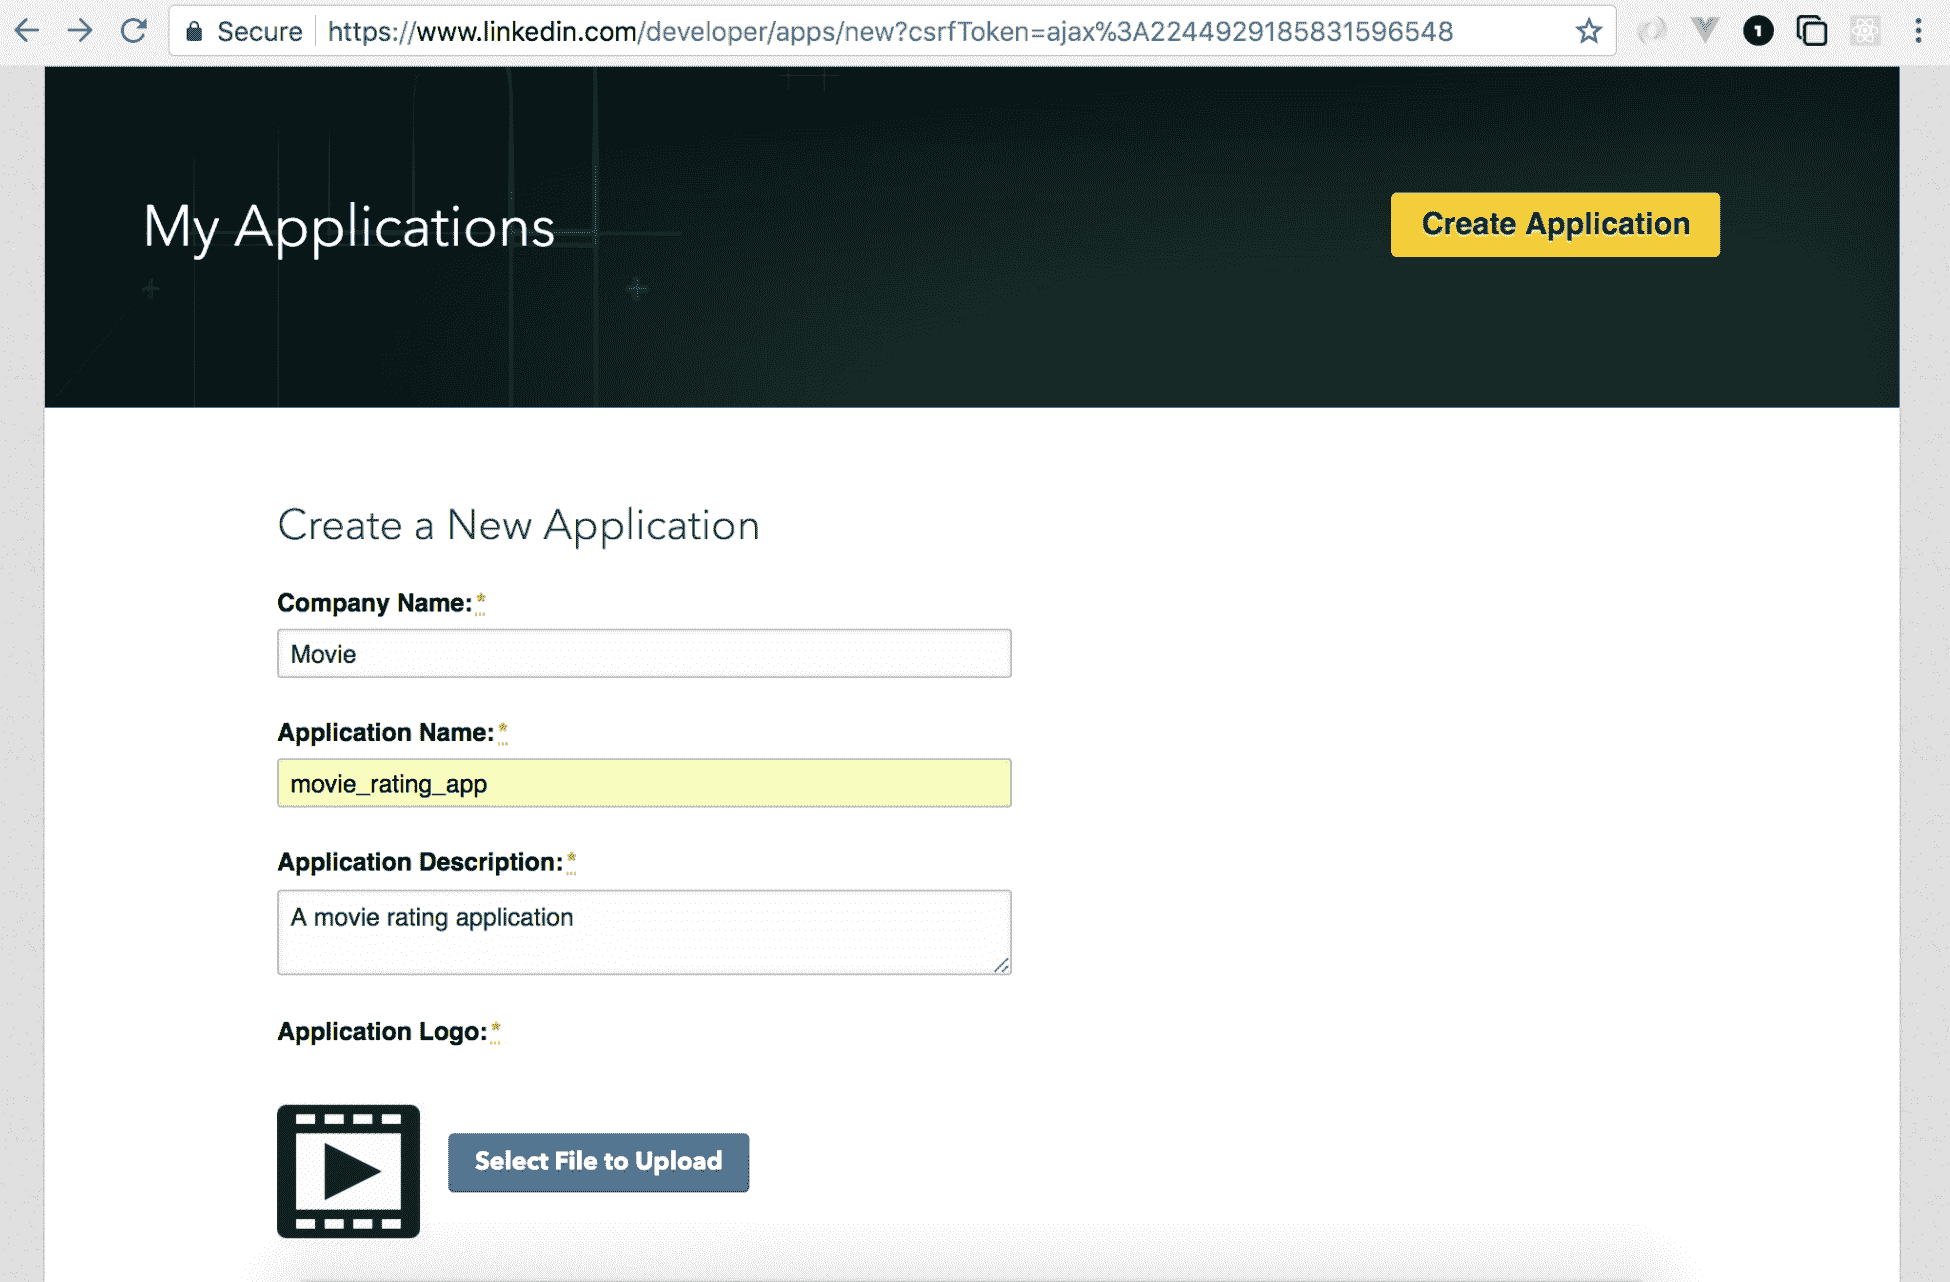 Secure https://www.linkedin.com/developer/apps/new?csrfToken=ajax%3A2244929185831596548
1
My Applications
Create Application
Create a New Application
Company Name:*
Movie
Application Name:*
movie_rating_app
Application Description:*
A movie rating application
Application Logo:*
Select File to Upload